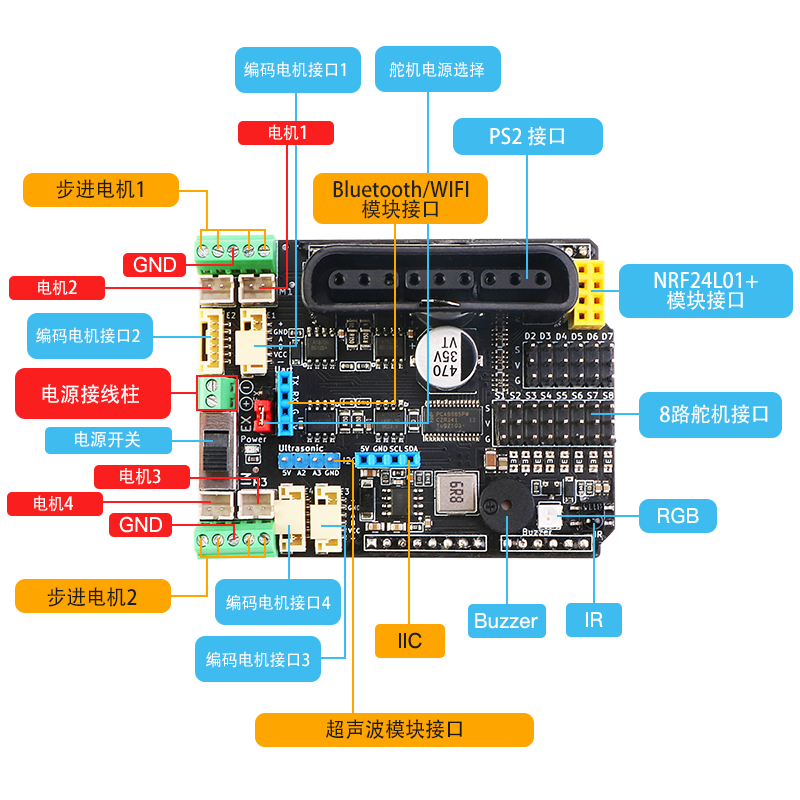 编码电机接口1
舵机电源选择
电机1
PS2 接口
步进电机1
Bluetooth/WIFI
模块接口
GND
电机2
NRF24L01+
模块接口
编码电机接口2
电源接线柱
8路舵机接口
电源开关
电机3
电机4
GND
RGB
步进电机2
编码电机接口4
Buzzer
IR
IIC
编码电机接口3
超声波模块接口
M1
E2
E1
GND
A
VCC
470
35V
VT
D2 D3 D4 D5 D6 D7
S
V
G
Uart
TX
RX
G
S1 S2 S3 S4 S5 S6 S7 S8
S
V
G
EX
Power
Ultrasonic
5V A2 A3 GND
5V GND SCL SDA
M3
E3
GND
VCC
6R8
Buzzer